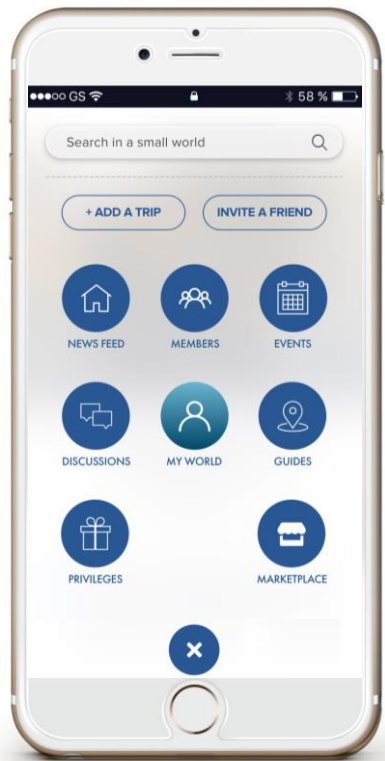 GS 58 %
Search in a small world
+ ADD A TRIP INVITE A FRIEND
NEWS FEED MEMBERS EVENTS
DISCUSSIONS MY WORLD GUIDES
PRIVILEGES MARKETPLACE